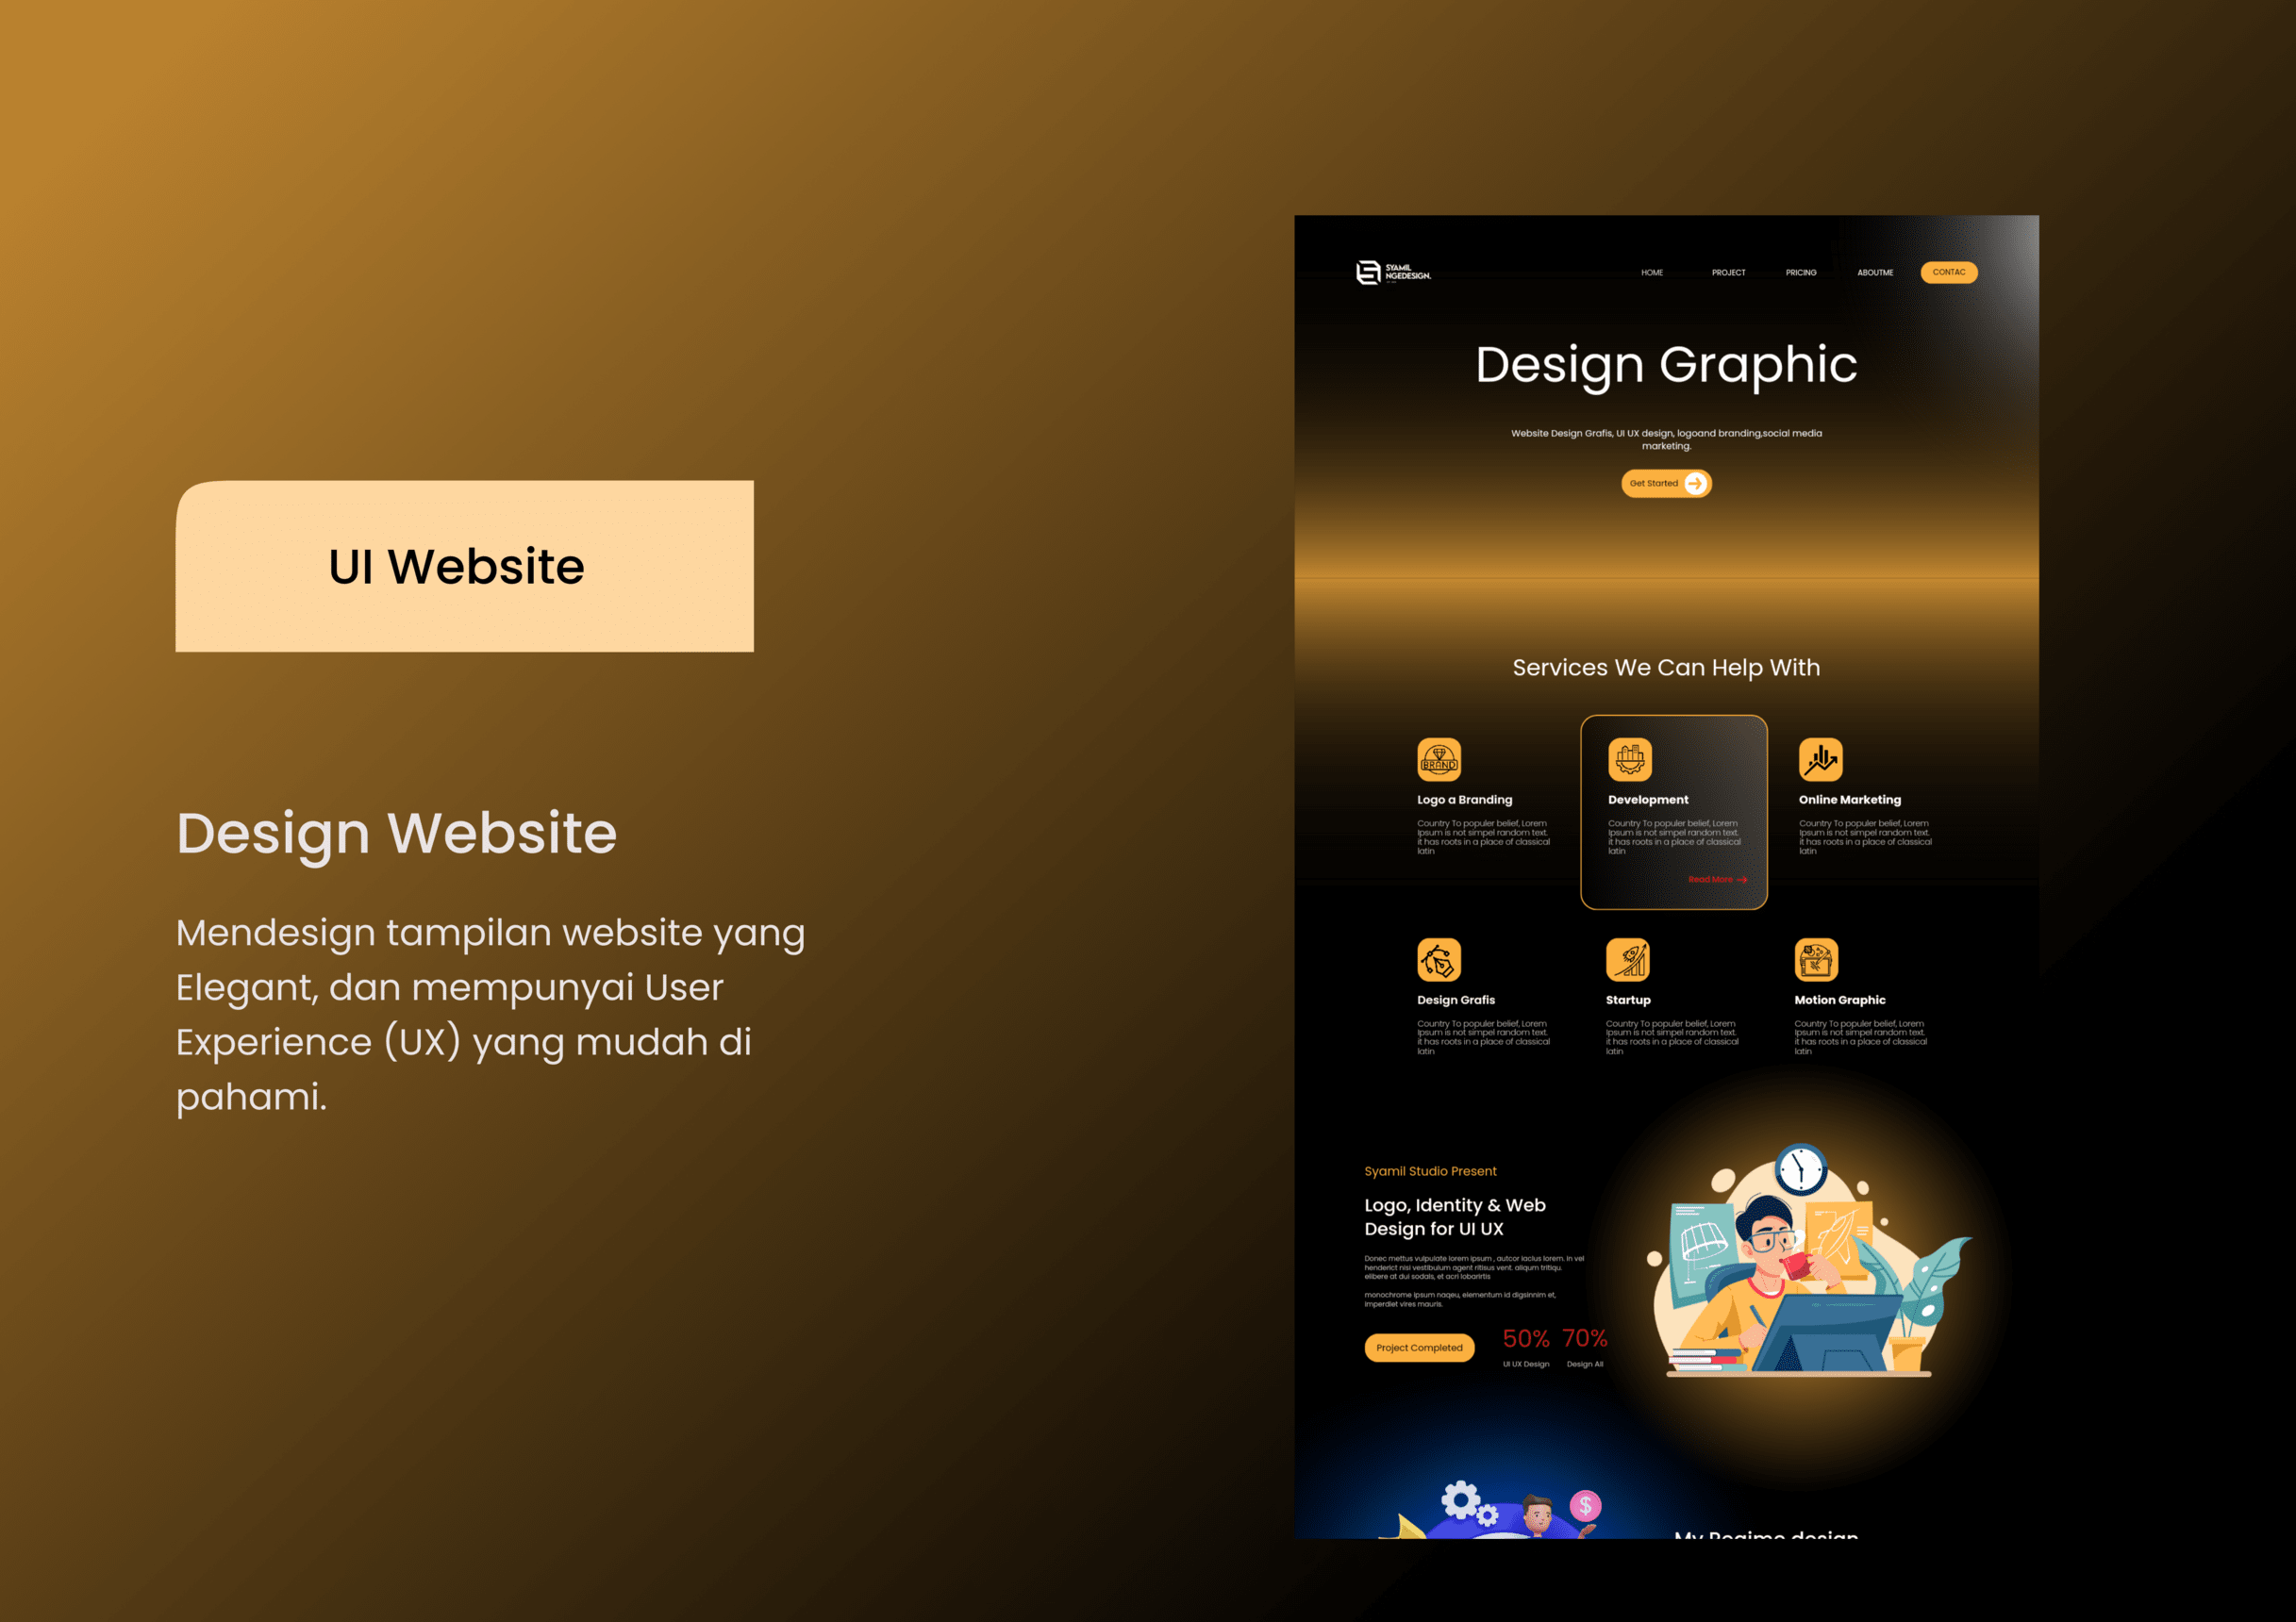 UI Website
Design Website
Mendesign tampilan website yang
Elegant, dan mempunyai User
Experience (UX) yang mudah di
pahami.
SYAMIL
NGEDESIGN.
HOME
PROJECT
PRICING
ABOUTME
CONTAC
Design Graphic
Website Design Grafis, UI UX design, logoand branding,social media
marketing.
Get Started
Services We Can Help With
BRAND
Logo a Branding
Country To populer belief, Lorem
Ipsum is not simpel random text.
it has roots in a place of classical
latin
Development
Country To populer belief, Lorem
Ipsum is not simpel random text.
it has roots in a place of classical
latin
Read More
Online Marketing
Country To populer belief, Lorem
Ipsum is not simpel random text.
it has roots in a place of classical
latin
Design Grafis
Country To populer belief, Lorem
Ipsum is not simpel random text.
it has roots in a place of classical
latin
Startup
Country To populer belief, Lorem
Ipsum is not simpel random text.
it has roots in a place of classical
latin
Motion Graphic
Country To populer belief, Lorem
Ipsum is not simpel random text.
it has roots in a place of classical
latin
Syamil Studio Present
Logo, Identity & Web
Design for UI UX
Donec mettus vulpulate lorem ipsum , autcor lacius lorem. In vel
henderict nisi vestibulum agent ritisus vent. aliqum tritiqu.
elibere at dui sodals, et acri lobarirtis
monochrome ipsum naqeu, elementum id digsinnim et,
imperdiet vires mauris.
Project Completed
50%
UI UX Design
70%
Design All
$
My Regime design